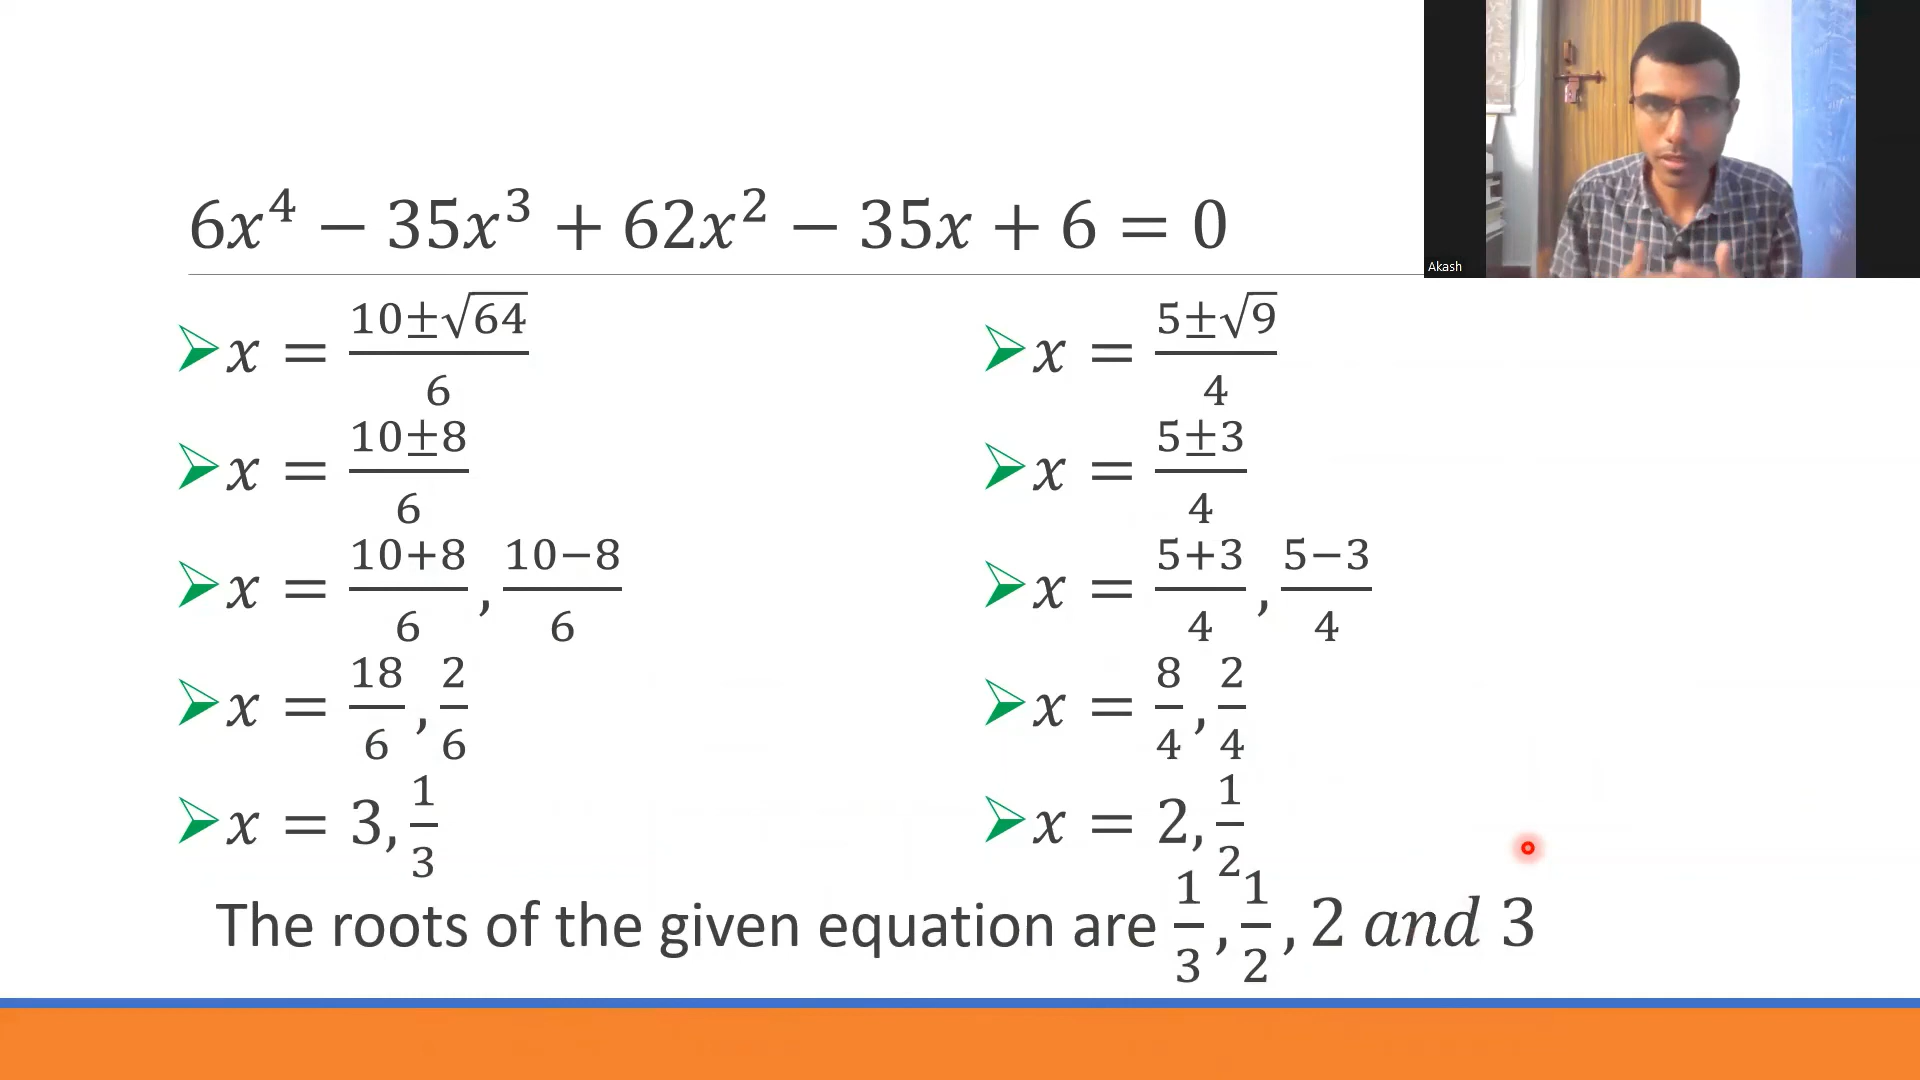 6x⁴ − 35x³ + 62x² − 35x + 6 = 0
Akash
x = (10±√64)/6
x = (10±8)/6
x = (10+8)/6, (10−8)/6
x = 18/6, 2/6
x = 3, 1/3
x = (5±√9)/4
x = (5±3)/4
x = (5+3)/4, (5−3)/4
x = 8/4, 2/4
x = 2, 1/2
The roots of the given equation are 1/3, 1/2, 2 and 3